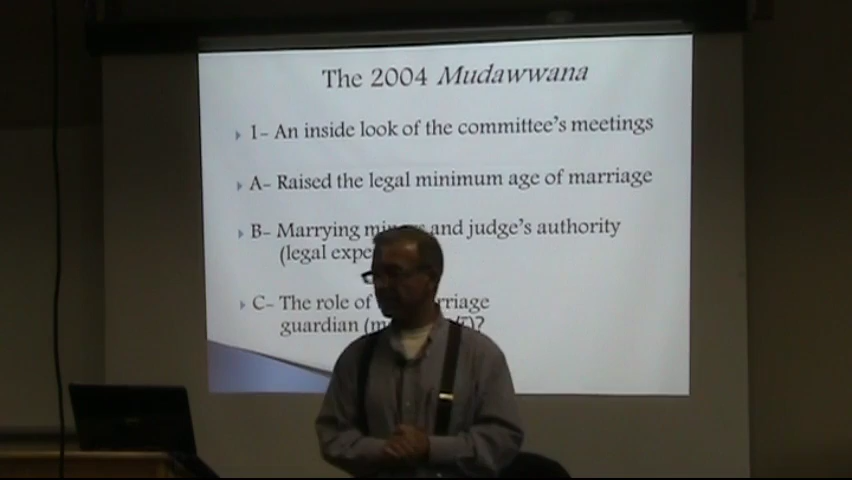 The 2004 Mudawwana
1- An inside look of the committee's meetings
A- Raised the legal minimum age of marriage
B- Marrying and judge's authority
(legal
C- The role of
guardian